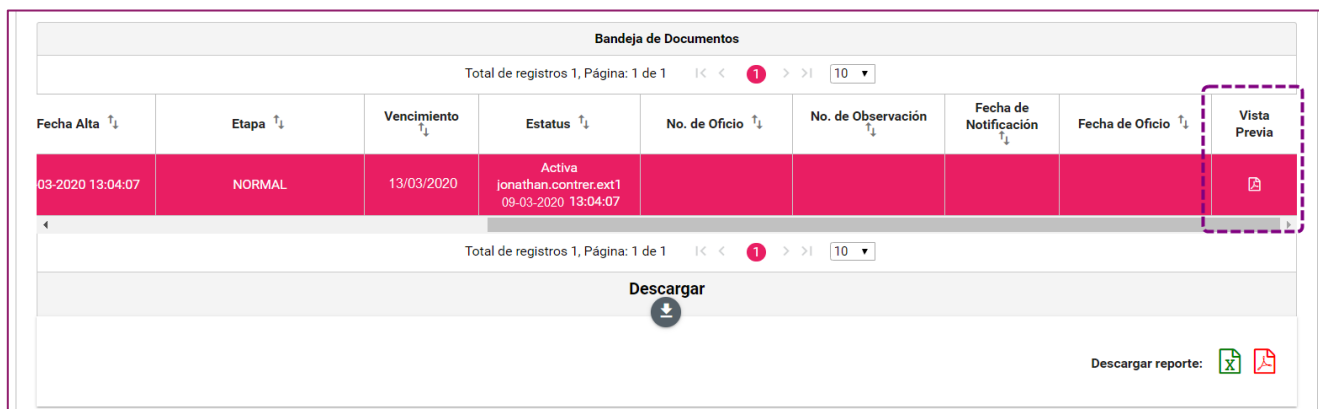 Bandeja de Documentos
Total de registros 1, Página: 1 de 1 |< < 1 > >| 10
Fecha Alta Etapa Vencimiento Estatus No. de Oficio No. de Observación Fecha de Notificación Fecha de Oficio Vista Previa
-03-2020 13:04:07 NORMAL 13/03/2020 Activa jonathan.contrer.ext1 09-03-2020 13:04:07
Total de registros 1, Página: 1 de 1 |< < 1 > >| 10
Descargar
Descargar reporte: